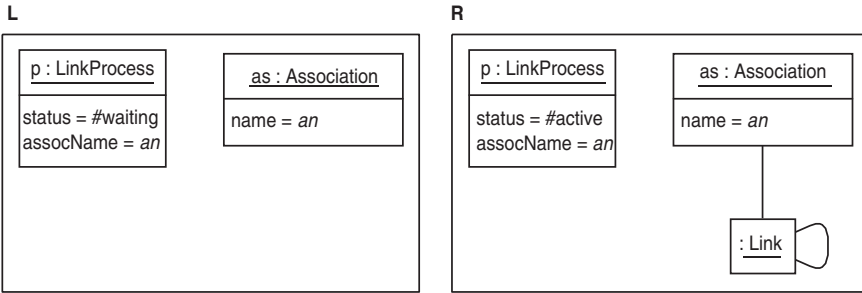 L
p : LinkProcess
status = #waiting
assocName = an
as : Association
name = an
R
p : LinkProcess
status = #active
assocName = an
as : Association
name = an
: Link